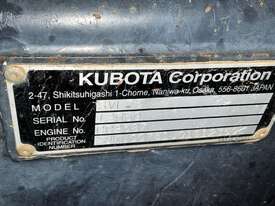 KUBOTA Corporation
2-47, Shikitsuhigashi 1-Chome, Naniwa-ku, Osaka, 556-8601 JAPAN
MODEL
SERIAL NO.
ENGINE No.
PRODUCT
IDENTIFICATION
NUMBER